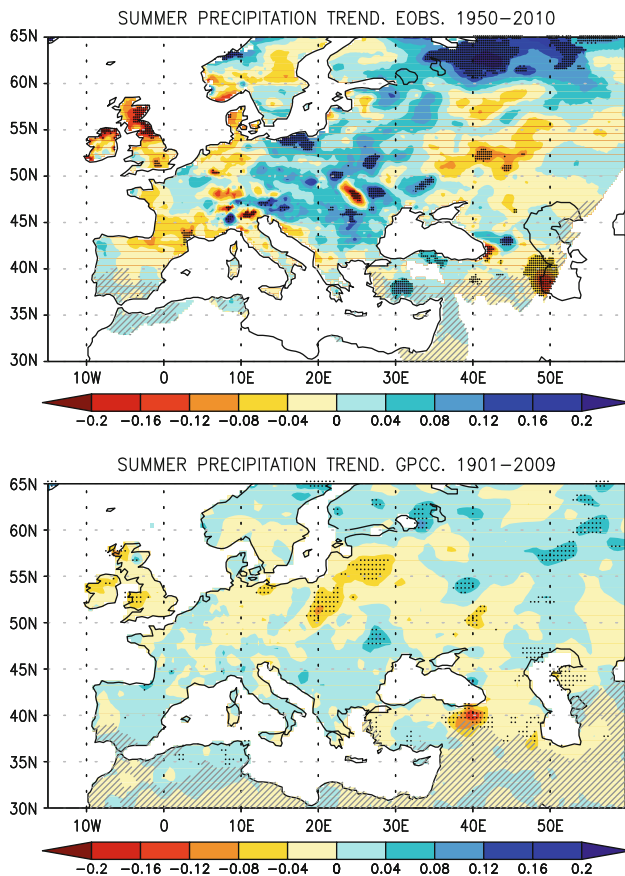 SUMMER PRECIPITATION TREND. EOBS. 1950−2010
65N
60N
55N
50N
45N
40N
35N
30N
10W 0 10E 20E 30E 40E 50E
−0.2 −0.16 −0.12 −0.08 −0.04 0 0.04 0.08 0.12 0.16 0.2
SUMMER PRECIPITATION TREND. GPCC. 1901−2009
65N
60N
55N
50N
45N
40N
35N
30N
10W 0 10E 20E 30E 40E 50E
−0.2 −0.16 −0.12 −0.08 −0.04 0 0.04 0.08 0.12 0.16 0.2